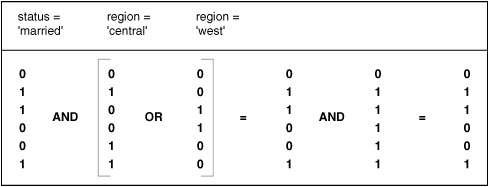 status = region = region =
'married' 'central' 'west'
0 0 0 0 0 0
1 1 0 1 1 1
1 AND 0 OR 1 = 1 AND 1 = 1
0 0 1 0 1 0
0 1 0 0 1 0
1 1 0 1 1 1